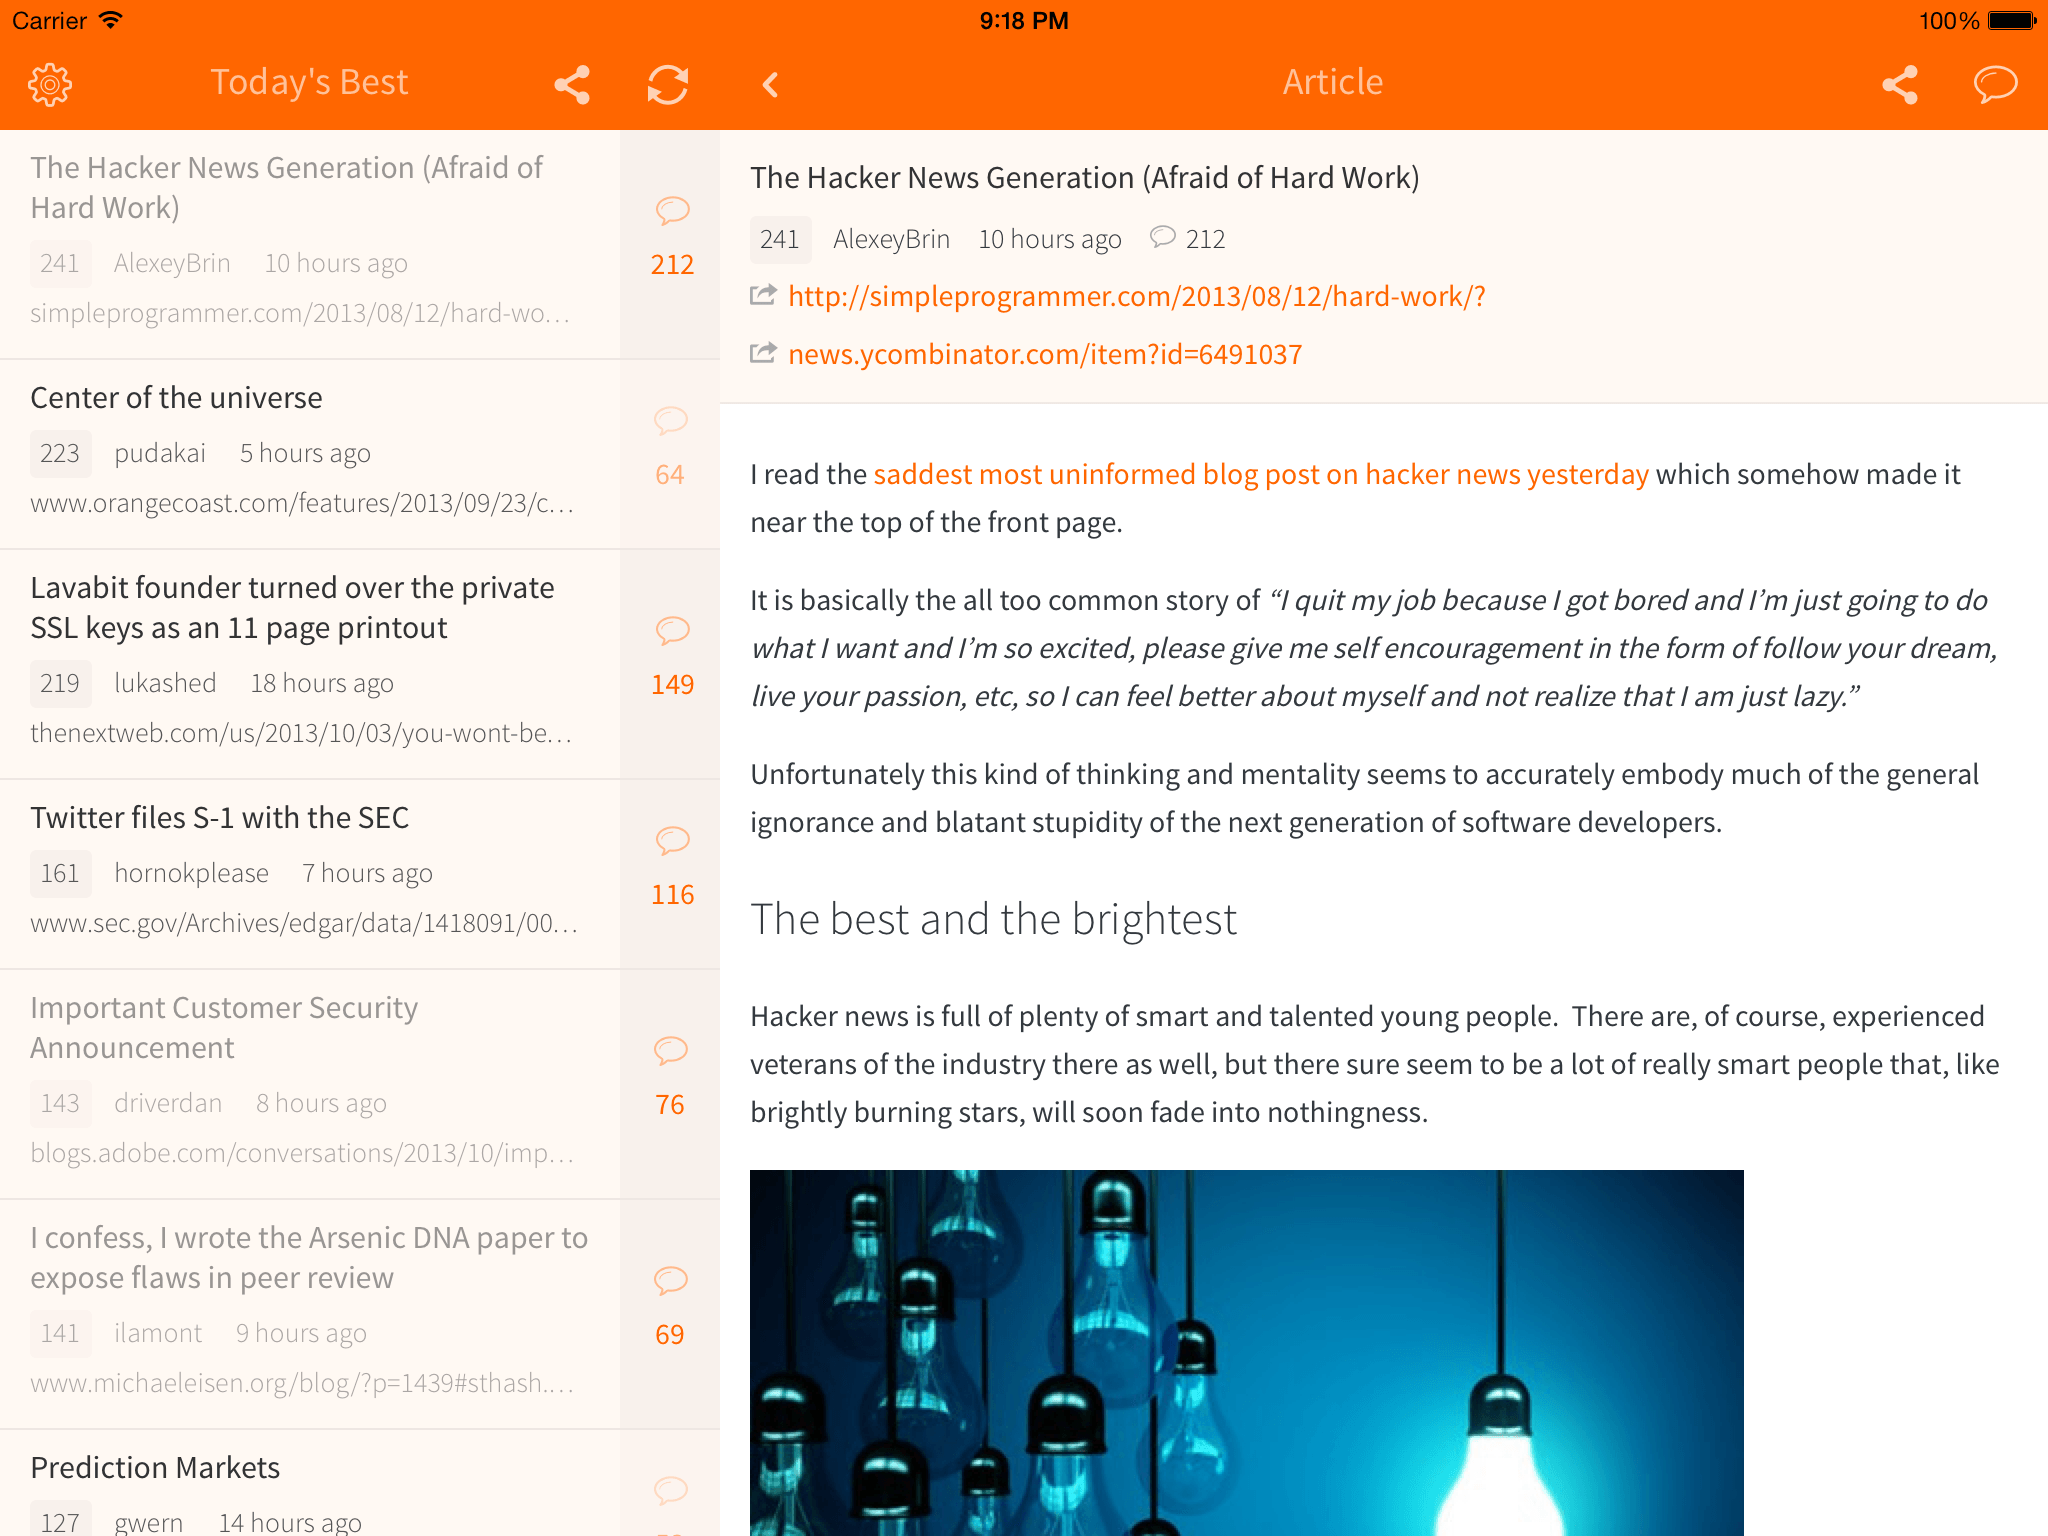 Carrier 9:18 PM 100%
Today's Best
The Hacker News Generation (Afraid of
Hard Work)
241 AlexeyBrin 10 hours ago
212
simpleprogrammer.com/2013/08/12/hard-wo…
Center of the universe
223 pudakai 5 hours ago
64
www.orangecoast.com/features/2013/09/23/c…
Lavabit founder turned over the private
SSL keys as an 11 page printout
219 lukashed 18 hours ago
149
thenextweb.com/us/2013/10/03/you-wont-be…
Twitter files S-1 with the SEC
161 hornokplease 7 hours ago
116
www.sec.gov/Archives/edgar/data/1418091/00…
Important Customer Security
Announcement
143 driverdan 8 hours ago
76
blogs.adobe.com/conversations/2013/10/imp…
I confess, I wrote the Arsenic DNA paper to
expose flaws in peer review
141 ilamont 9 hours ago
69
www.michaeleisen.org/blog/?p=1439#sthash.…
Prediction Markets
127 gwern 14 hours ago
Article
The Hacker News Generation (Afraid of Hard Work)
241 AlexeyBrin 10 hours ago 212
http://simpleprogrammer.com/2013/08/12/hard-work/?
news.ycombinator.com/item?id=6491037
I read the saddest most uninformed blog post on hacker news yesterday which somehow made it
near the top of the front page.
It is basically the all too common story of “I quit my job because I got bored and I’m just going to do
what I want and I’m so excited, please give me self encouragement in the form of follow your dream,
live your passion, etc, so I can feel better about myself and not realize that I am just lazy.”
Unfortunately this kind of thinking and mentality seems to accurately embody much of the general
ignorance and blatant stupidity of the next generation of software developers.
The best and the brightest
Hacker news is full of plenty of smart and talented young people.  There are, of course, experienced
veterans of the industry there as well, but there sure seem to be a lot of really smart people that, like
brightly burning stars, will soon fade into nothingness.